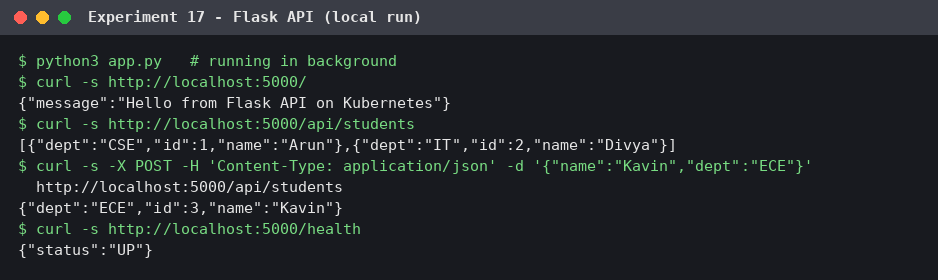 Experiment 17 - Flask API (local run)
$ python3 app.py   # running in background
$ curl -s http://localhost:5000/
{"message":"Hello from Flask API on Kubernetes"}
$ curl -s http://localhost:5000/api/students
[{"dept":"CSE","id":1,"name":"Arun"},{"dept":"IT","id":2,"name":"Divya"}]
$ curl -s -X POST -H 'Content-Type: application/json' -d '{"name":"Kavin","dept":"ECE"}'
  http://localhost:5000/api/students
{"dept":"ECE","id":3,"name":"Kavin"}
$ curl -s http://localhost:5000/health
{"status":"UP"}